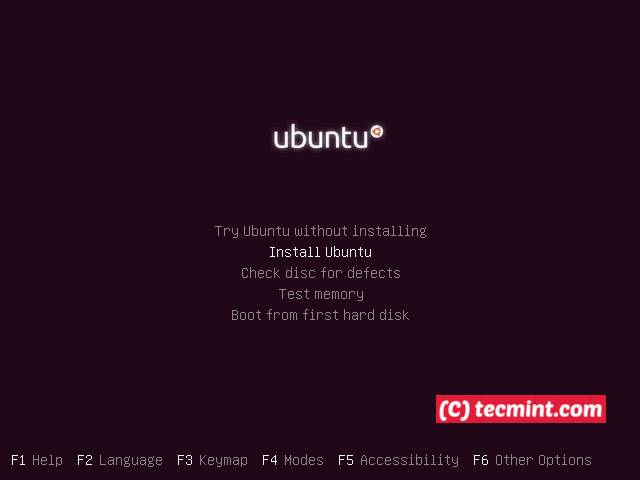 ubuntu
Try Ubuntu without installing
Install Ubuntu
Check disc for defects
Test memory
Boot from first hard disk
(C) tecmint.com
F1 Help F2 Language F3 Keymap F4 Modes F5 Accessibility F6 Other Options